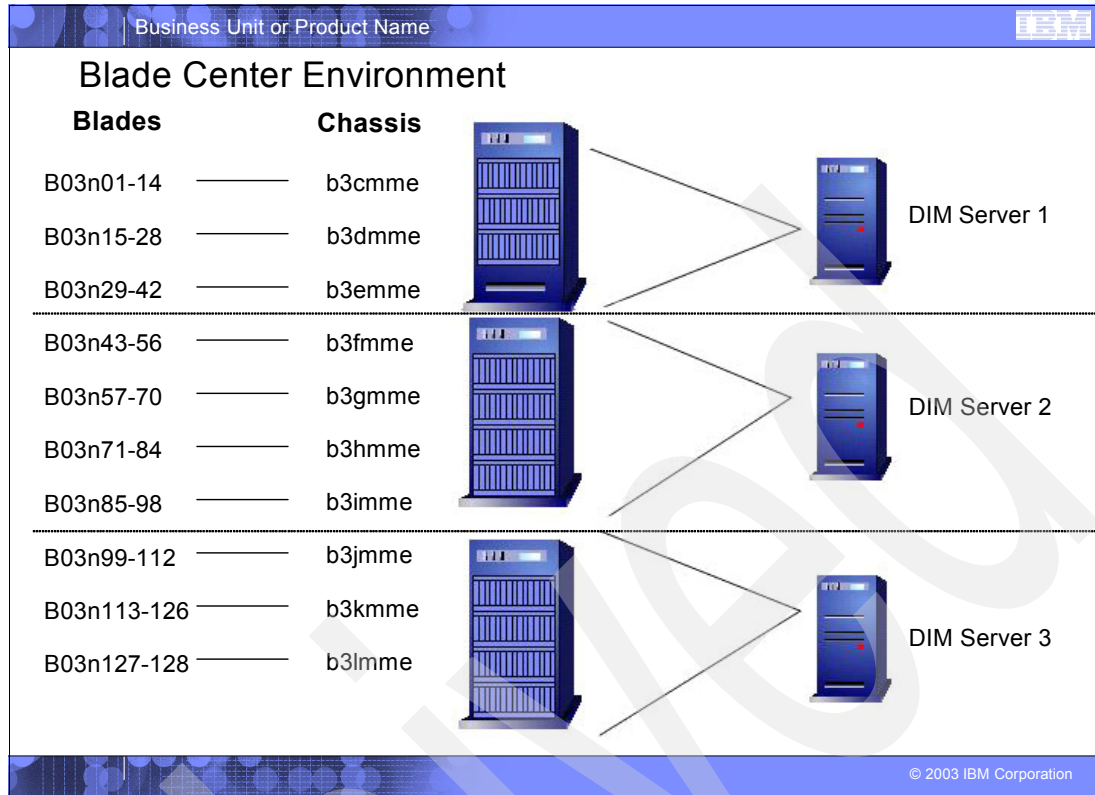 Business Unit or Product Name
IBM
Blade Center Environment
Blades Chassis
B03n01-14 b3cmme
B03n15-28 b3dmme
DIM Server 1
B03n29-42 b3emme
B03n43-56 b3fmme
B03n57-70 b3gmme
DIM Server 2
B03n71-84 b3hmme
B03n85-98 b3imme
B03n99-112 b3jmme
B03n113-126 b3kmme
DIM Server 3
B03n127-128 b3lmme
© 2003 IBM Corporation